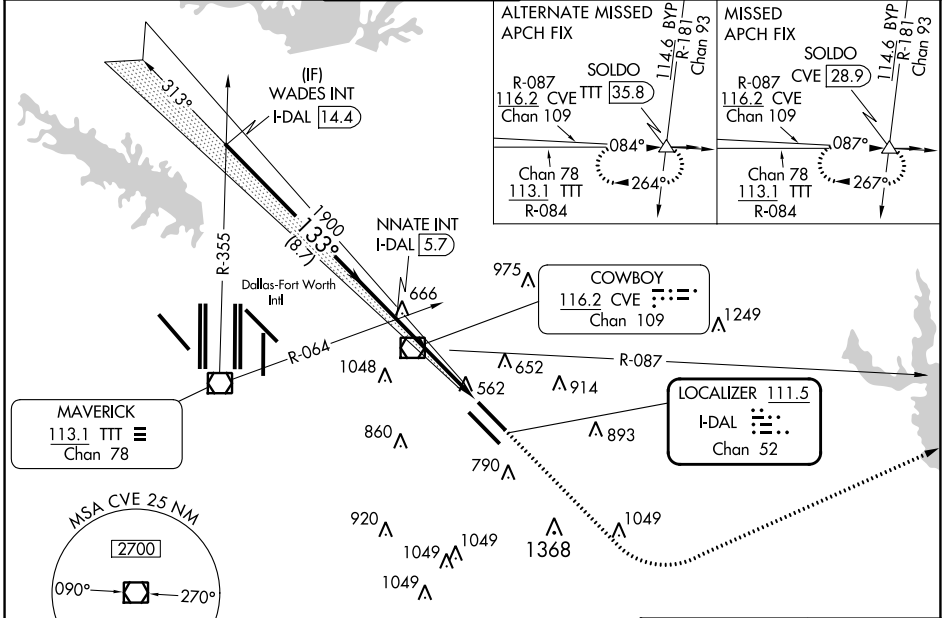 ALTERNATE MISSED
APCH FIX
SOLDO
TTT 35.8
R-087
116.2 CVE
Chan 109
114.6 BYP
R-181
Chan 93
084°
264°
Chan 78
113.1 TTT
R-084
MISSED
APCH FIX
SOLDO
CVE 28.9
R-087
116.2 CVE
Chan 109
114.6 BYP
R-181
Chan 93
087°
267°
Chan 78
113.1 TTT
R-084
(IF)
WADES INT
I-DAL 14.4
313°
1900
133°
(8.7)
NNATE INT
I-DAL 5.7
R-355
Dallas-Fort Worth
Intl
666
975
COWBOY
116.2 CVE
Chan 109
1249
R-064
R-087
1048
652
562
914
MAVERICK
113.1 TTT
Chan 78
LOCALIZER 111.5
I-DAL
Chan 52
860
893
790
MSA CVE 25 NM
2700
090°
270°
920
1049
1049
1049
1368
1049